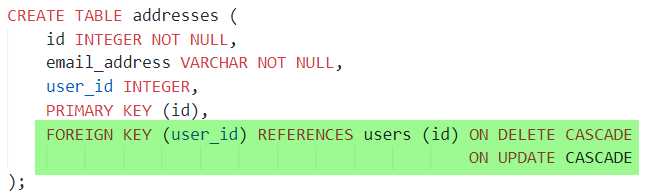 CREATE TABLE addresses (
id INTEGER NOT NULL,
email_address VARCHAR NOT NULL,
user_id INTEGER,
PRIMARY KEY (id),
FOREIGN KEY (user_id) REFERENCES users (id) ON DELETE CASCADE
ON UPDATE CASCADE
);